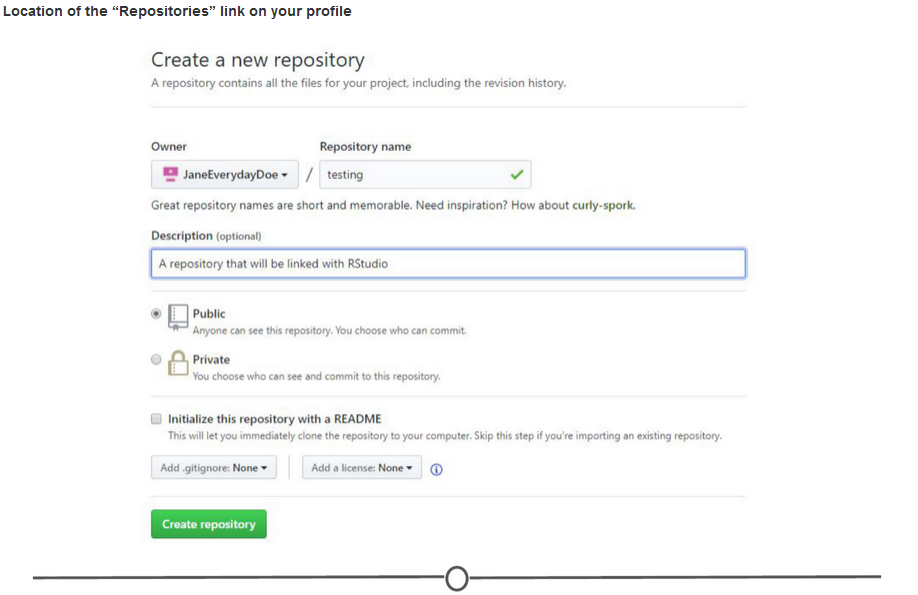 Location of the “Repositories” link on your profile
Create a new repository
A repository contains all the files for your project, including the revision history.
Owner Repository name
JaneEverydayDoe / testing
Great repository names are short and memorable. Need inspiration? How about curly-spork.
Description (optional)
A repository that will be linked with RStudio
Public
Anyone can see this repository. You choose who can commit.
Private
You choose who can see and commit to this repository.
Initialize this repository with a README
This will let you immediately clone the repository to your computer. Skip this step if you're importing an existing repository.
Add .gitignore: None Add a license: None
Create repository